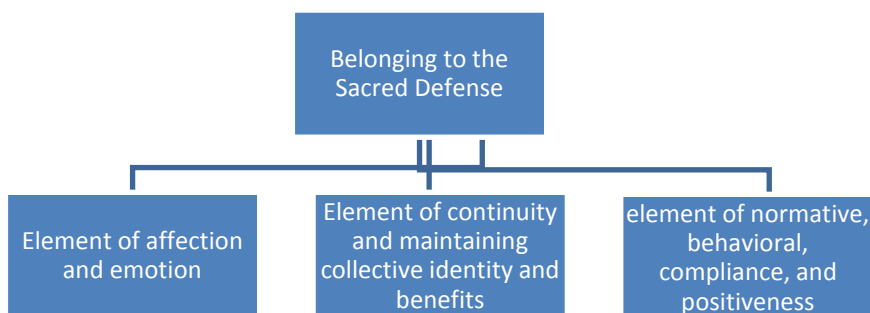 Belonging to the
Sacred Defense
Element of affection
and emotion
Element of continuity
and maintaining
collective identity and
benefits
element of normative,
behavioral,
compliance, and
positiveness